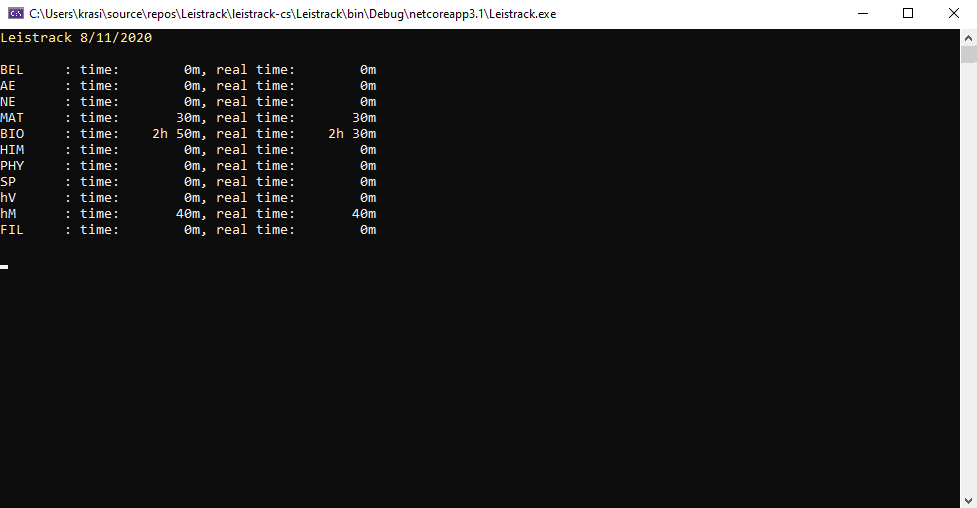 C:\Users\krasi\source\repos\Leistrack\leistrack-cs\Leistrack\bin\Debug\netcoreapp3.1\Leistrack.exe
Leistrack 8/11/2020
BEL     : time:        0m, real time:        0m
AE      : time:        0m, real time:        0m
NE      : time:        0m, real time:        0m
MAT     : time:       30m, real time:       30m
BIO     : time:    2h 50m, real time:    2h 30m
HIM     : time:        0m, real time:        0m
PHY     : time:        0m, real time:        0m
SP      : time:        0m, real time:        0m
hV      : time:        0m, real time:        0m
hM      : time:       40m, real time:       40m
FIL     : time:        0m, real time:        0m